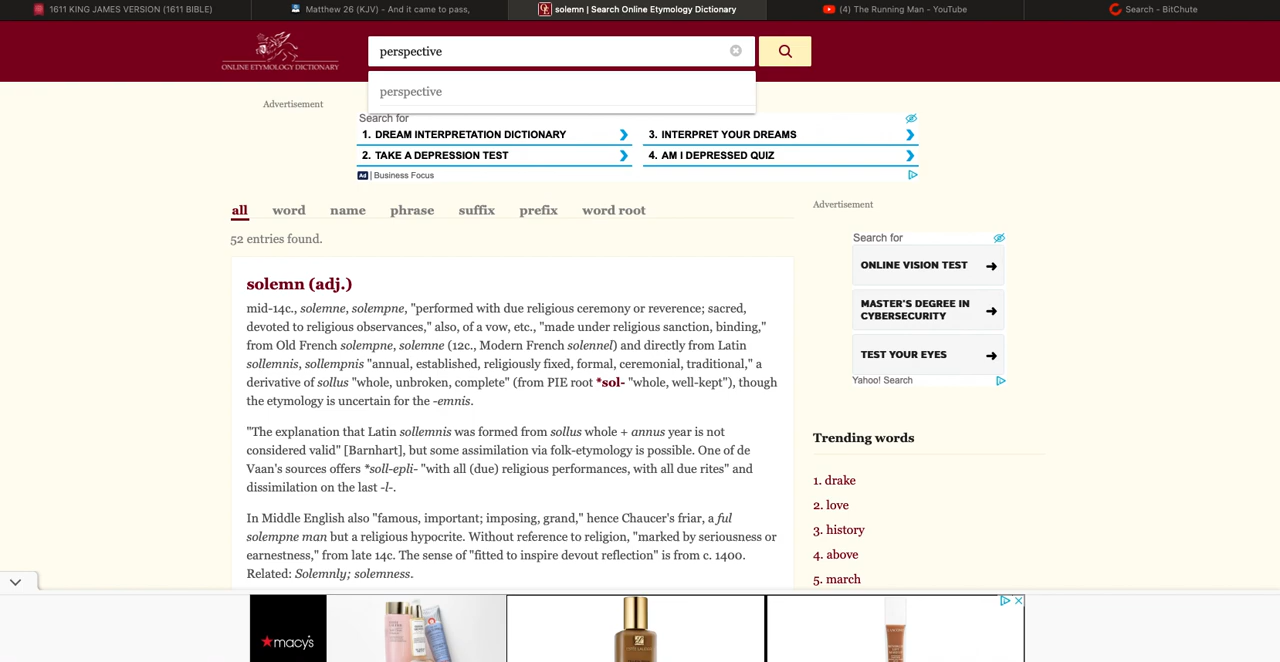 1611 KING JAMES VERSION (1611 BIBLE)
Matthew 26 (KJV) - And it came to pass,
solemn | Search Online Etymology Dictionary
(4) The Running Man - YouTube
Search - BitChute
ONLINE ETYMOLOGY DICTIONARY
perspective
perspective
Advertisement
Search for
1. DREAM INTERPRETATION DICTIONARY
3. INTERPRET YOUR DREAMS
2. TAKE A DEPRESSION TEST
4. AM I DEPRESSED QUIZ
Ad | Business Focus
all word name phrase suffix prefix word root
52 entries found.
solemn (adj.)
mid-14c., solemne, solempne, "performed with due religious ceremony or reverence; sacred,
devoted to religious observances," also, of a vow, etc., "made under religious sanction, binding,"
from Old French solempne, solemne (12c., Modern French solennel) and directly from Latin
sollemnis, sollempnis "annual, established, religiously fixed, formal, ceremonial, traditional," a
derivative of sollus "whole, unbroken, complete" (from PIE root *sol- "whole, well-kept"), though
the etymology is uncertain for the -emnis.
"The explanation that Latin sollemnis was formed from sollus whole + annus year is not
considered valid" [Barnhart], but some assimilation via folk-etymology is possible. One of de
Vaan's sources offers *soll-epli- "with all (due) religious performances, with all due rites" and
dissimilation on the last -l-.
In Middle English also "famous, important; imposing, grand," hence Chaucer's friar, a ful
solempne man but a religious hypocrite. Without reference to religion, "marked by seriousness or
earnestness," from late 14c. The sense of "fitted to inspire devout reflection" is from c. 1400.
Related: Solemnly; solemness.
Advertisement
Search for
ONLINE VISION TEST
MASTER'S DEGREE IN
CYBERSECURITY
TEST YOUR EYES
Yahoo! Search
Trending words
1. drake
2. love
3. history
4. above
5. march
macy's